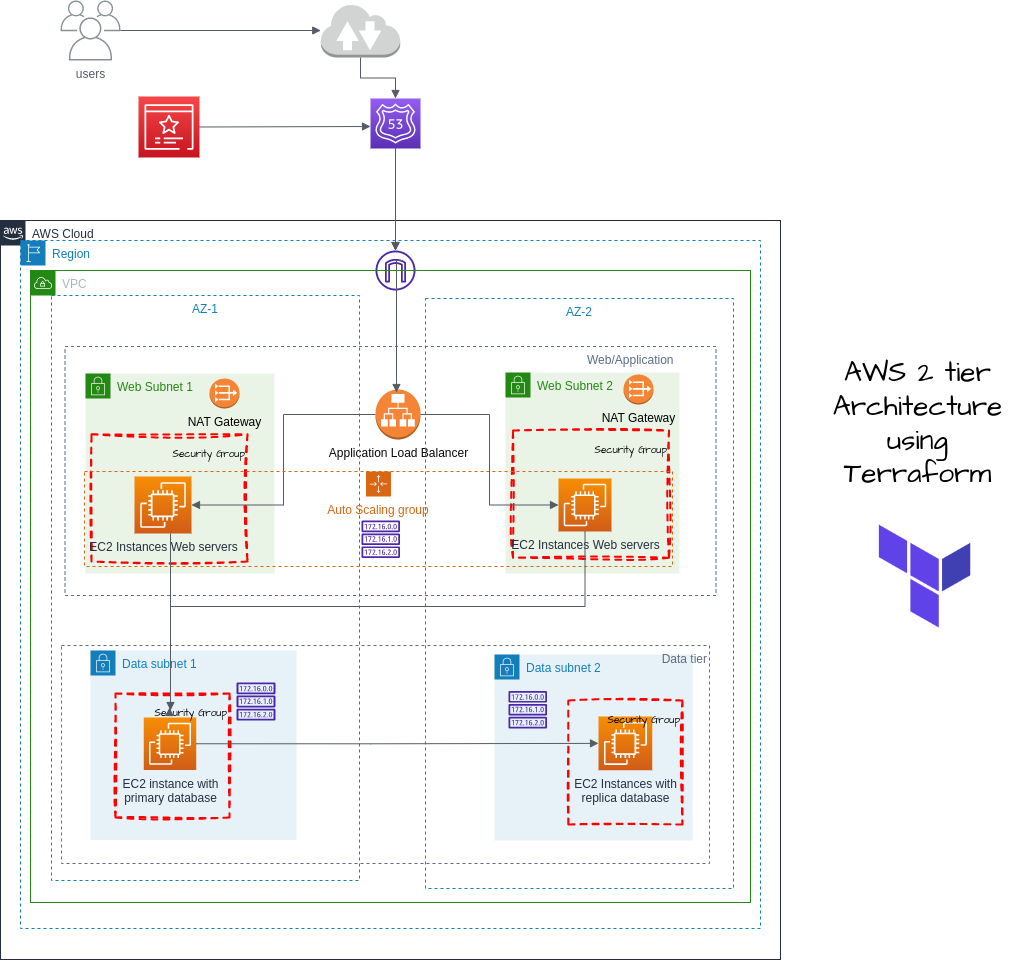 users
53
aws
AWS Cloud
Region
VPC
AZ-1
AZ-2
Web/Application
Web Subnet 1
Web Subnet 2
NAT Gateway
NAT Gateway
Security Group
Application Load Balancer
Security Group
Auto Scaling group
172.16.0.0
172.16.1.0
172.16.2.0
EC2 Instances Web servers
EC2 Instances Web servers
Data subnet 1
Data subnet 2
Data tier
172.16.0.0
172.16.1.0
172.16.2.0
172.16.0.0
172.16.1.0
172.16.2.0
Security Group
Security Group
EC2 instance with
primary database
EC2 Instances with
replica database
AWS 2 tier
Architecture
using
Terraform